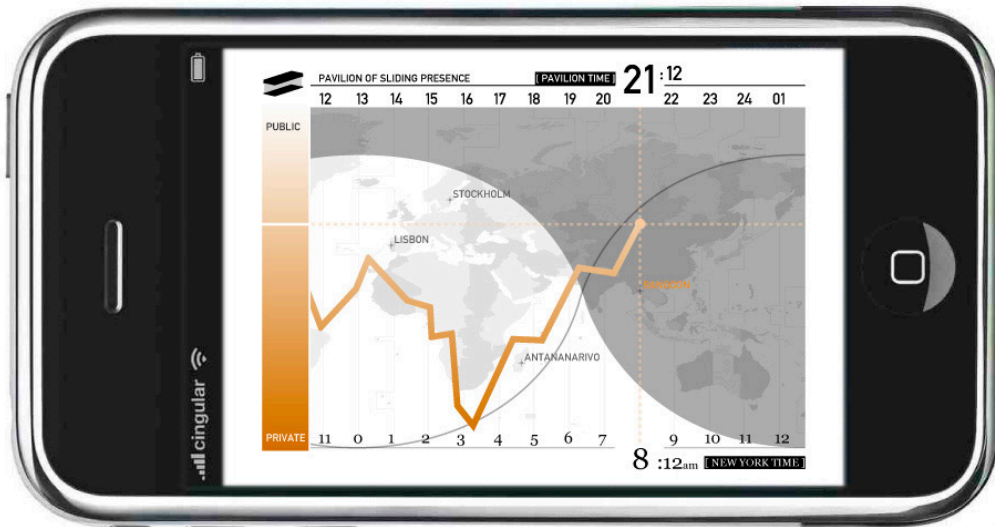 PAVILION OF SLIDING PRESENCE [ PAVILION TIME ] 21 :12
12 13 14 15 16 17 18 19 20 22 23 24 01
PUBLIC
STOCKHOLM
LISBON
ANTANANARIVO
PRIVATE 11 0 1 2 3 4 5 6 7 9 10 11 12
8 :12am [ NEW YORK TIME ]
cingular